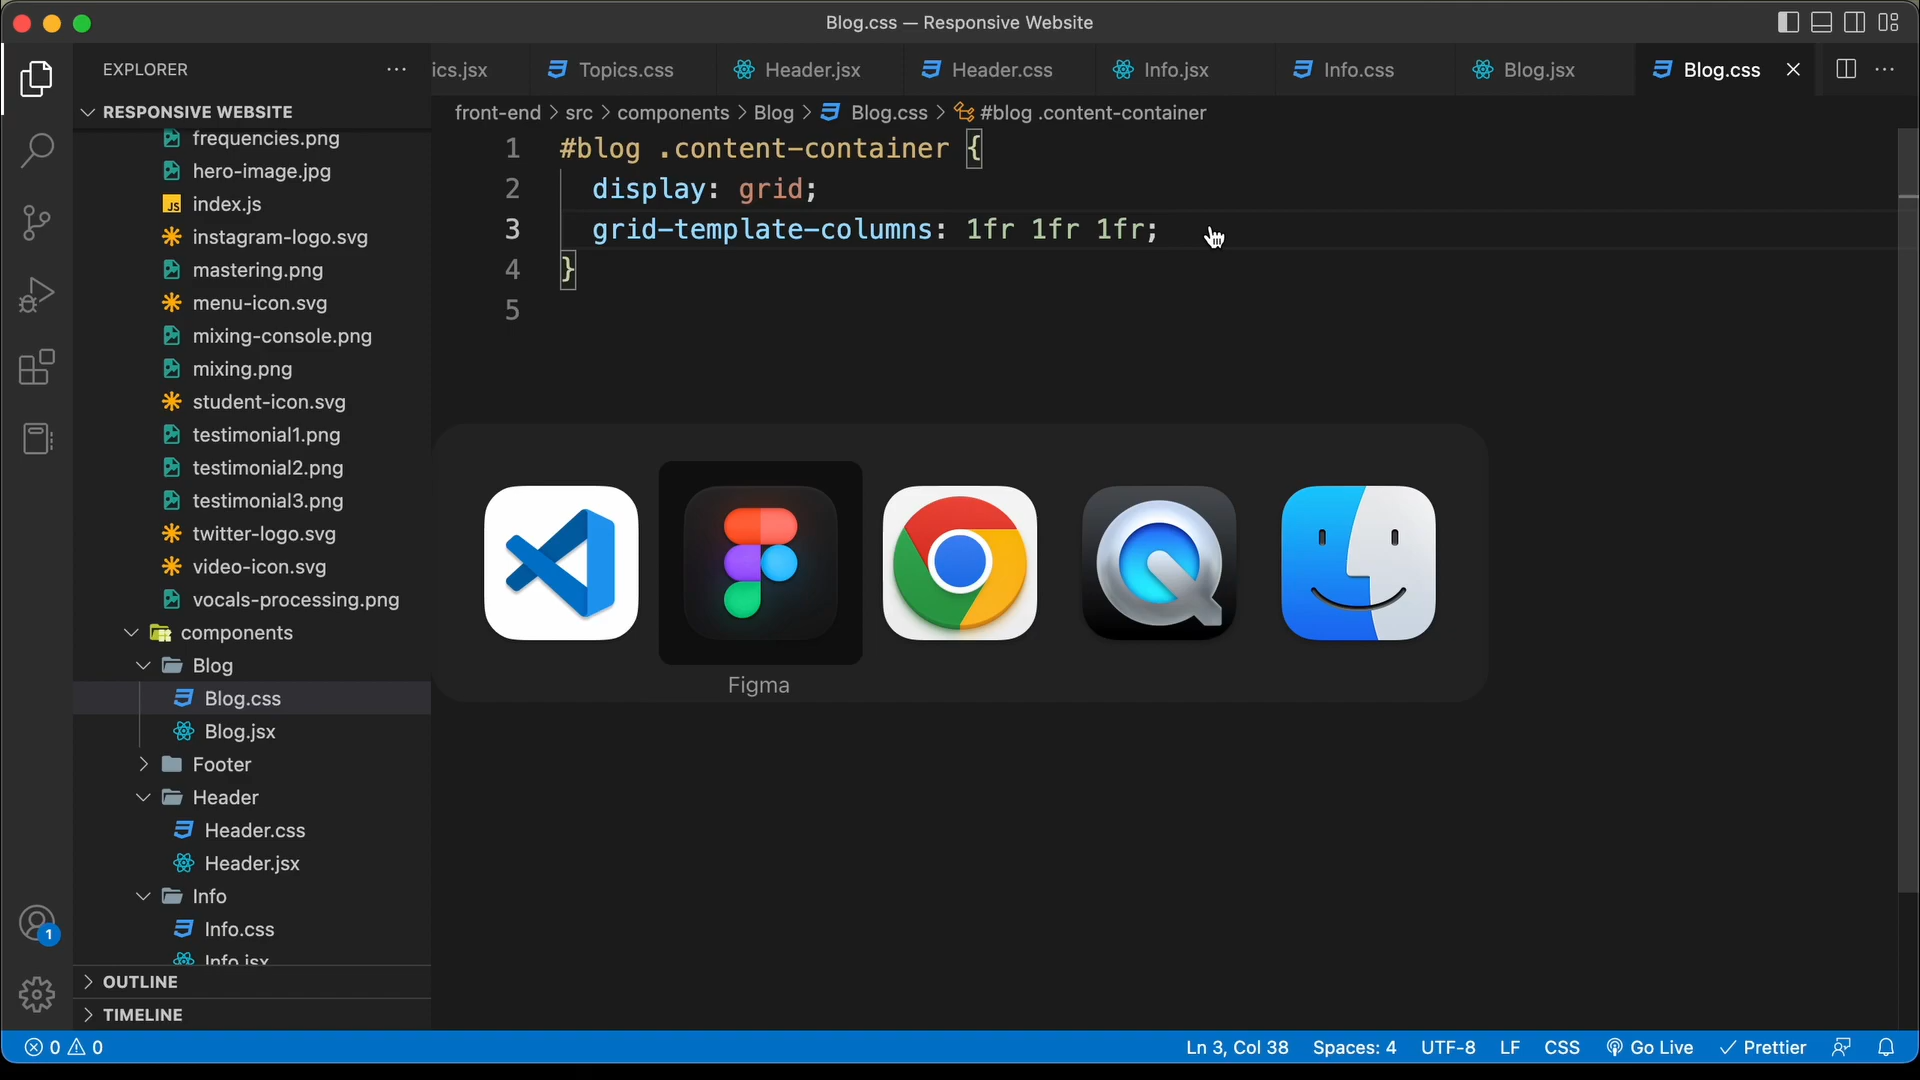 Blog.css — Responsive Website
EXPLORER
ics.jsx
Topics.css
Header.jsx
Header.css
Info.jsx
Info.css
Blog.jsx
Blog.css
RESPONSIVE WEBSITE
front-end > src > components > Blog > Blog.css > #blog .content-container
frequencies.png
hero-image.jpg
JS index.js
instagram-logo.svg
mastering.png
menu-icon.svg
mixing-console.png
mixing.png
student-icon.svg
testimonial1.png
testimonial2.png
testimonial3.png
twitter-logo.svg
video-icon.svg
vocals-processing.png
components
Blog
Blog.css
Blog.jsx
Footer
Header
Header.css
Header.jsx
Info
Info.css
Info.jsx
OUTLINE
TIMELINE
1 #blog .content-container {
2 display: grid;
3 grid-template-columns: 1fr 1fr 1fr;
4 }
5
Figma
1
0 0
Ln 3, Col 38
Spaces: 4
UTF-8
LF
CSS
Go Live
Prettier